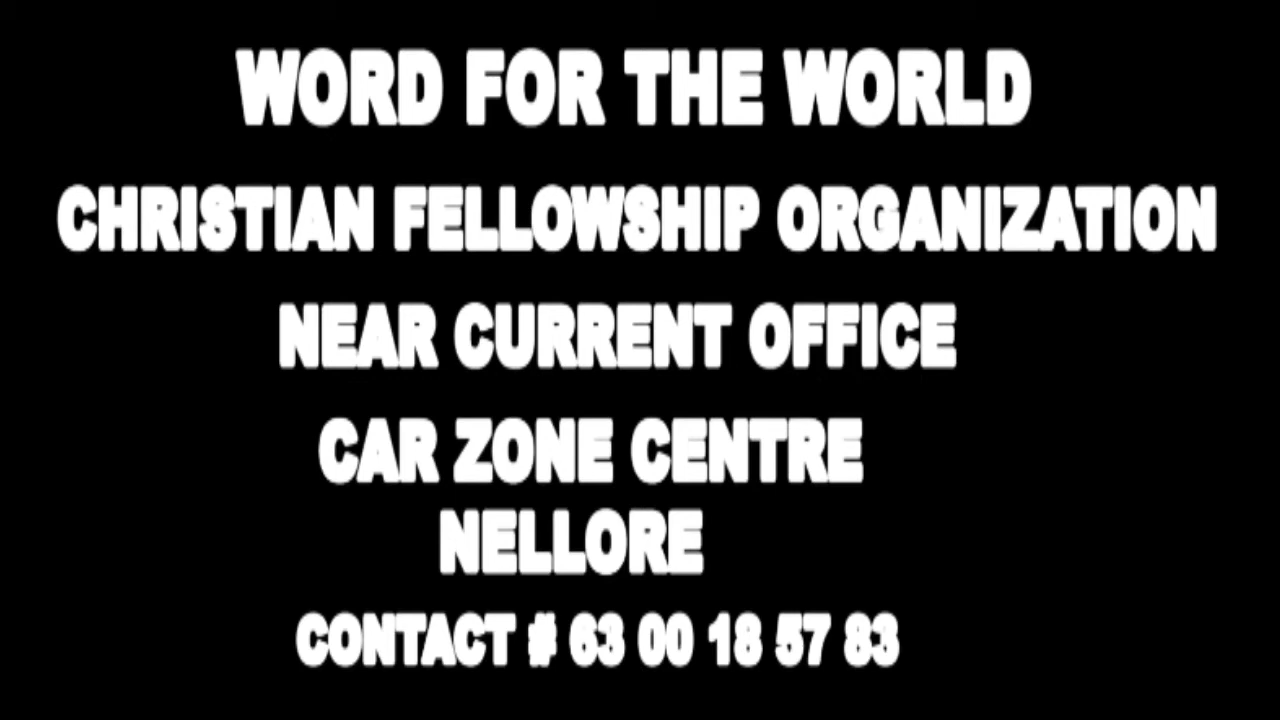 WORD FOR THE WORLD
CHRISTIAN FELLOWSHIP ORGANIZATION
NEAR CURRENT OFFICE
CAR ZONE CENTRE
NELLORE
CONTACT # 63 00 18 57 83